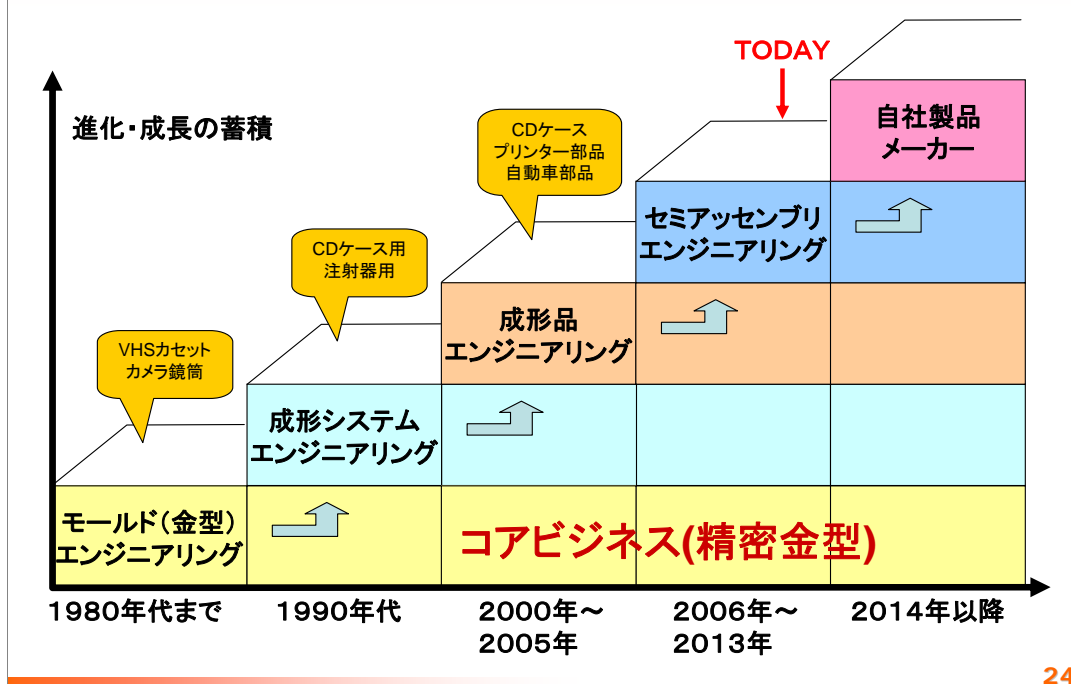 TODAY
進化・成長の蓄積
自社製品
メーカー
CDケース
プリンター部品
自動車部品
セミアッセンブリ
エンジニアリング
CDケース用
注射器用
成形品
エンジニアリング
VHSカセット
カメラ鏡筒
成形システム
エンジニアリング
モールド(金型)
エンジニアリング
コアビジネス(精密金型)
1980年代まで
1990年代
2000年～
2005年
2006年～
2013年
2014年以降
24